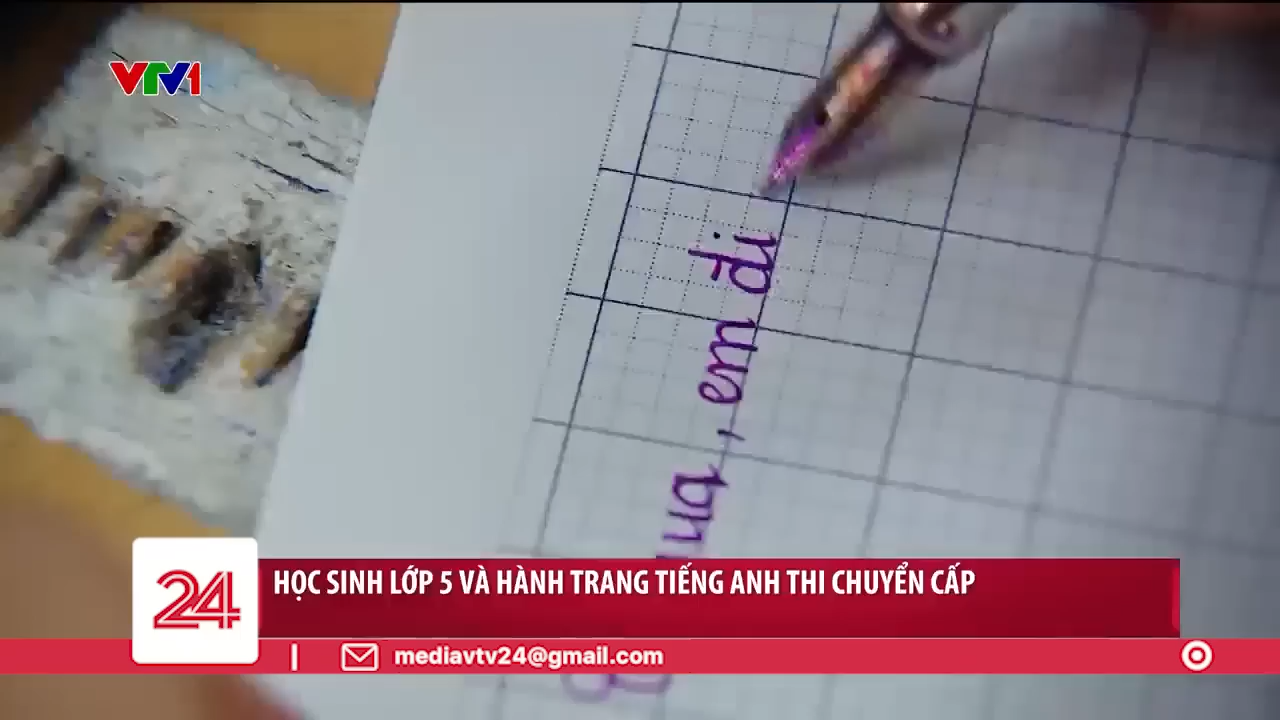 VTV1
, em đi
24
HỌC SINH LỚP 5 VÀ HÀNH TRANG TIẾNG ANH THI CHUYỂN CẤP
mediavtv24@gmail.com